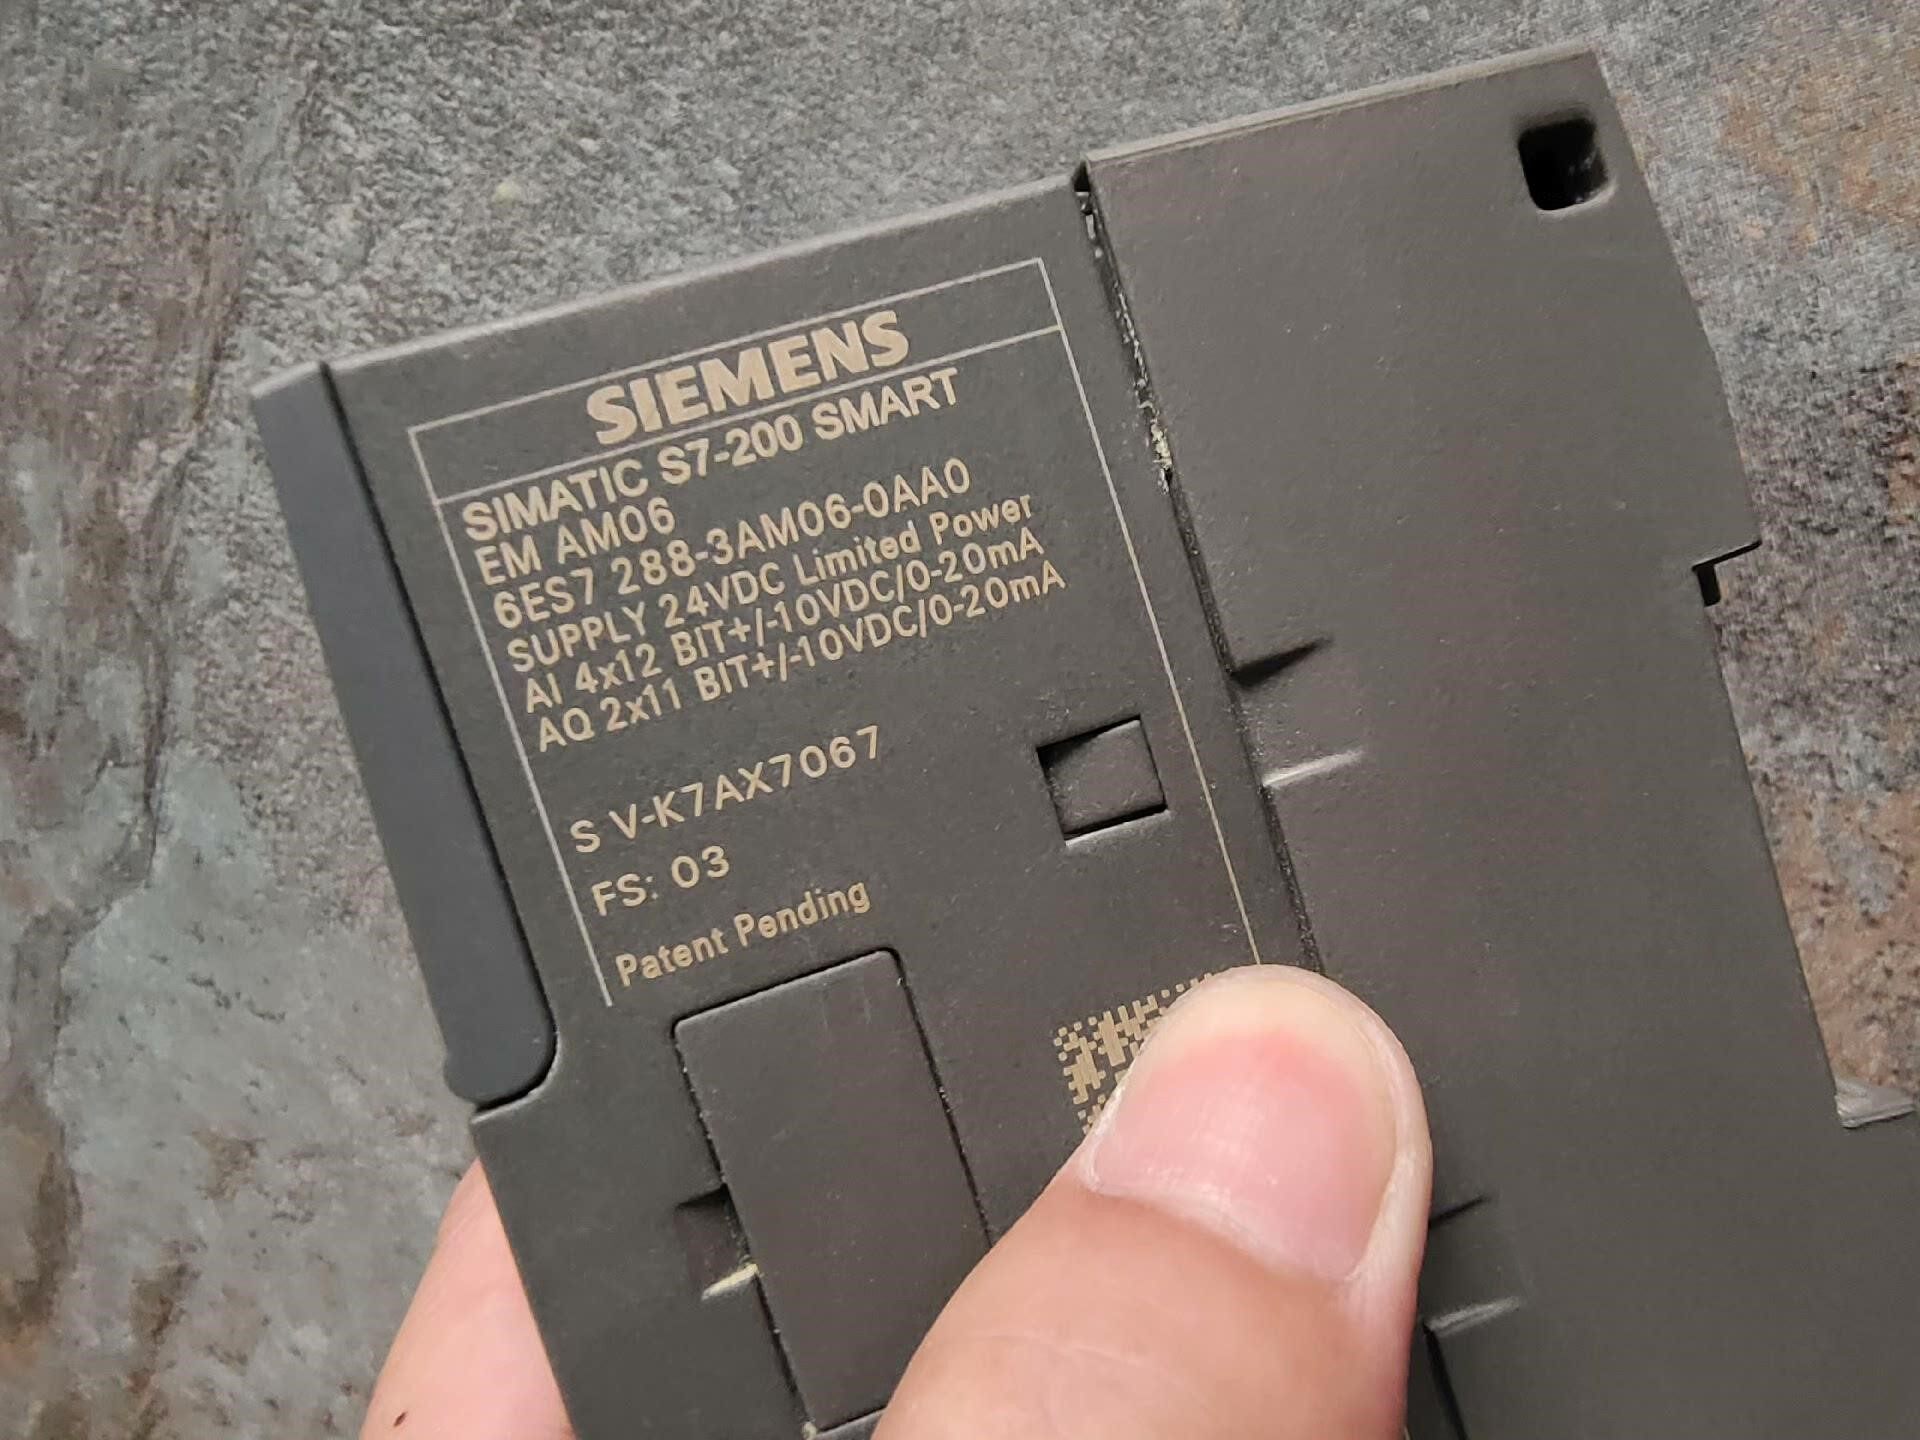 SIEMENS
SIMATIC S7-200 SMART
EM AM06
6ES7 288-3AM06-0AA0
SUPPLY 24VDC Limited Power
AI 4x12 BIT+/-10VDC/0-20mA
AQ 2x11 BIT+/-10VDC/0-20mA
S V-K7AX7067
FS: 03
Patent Pending